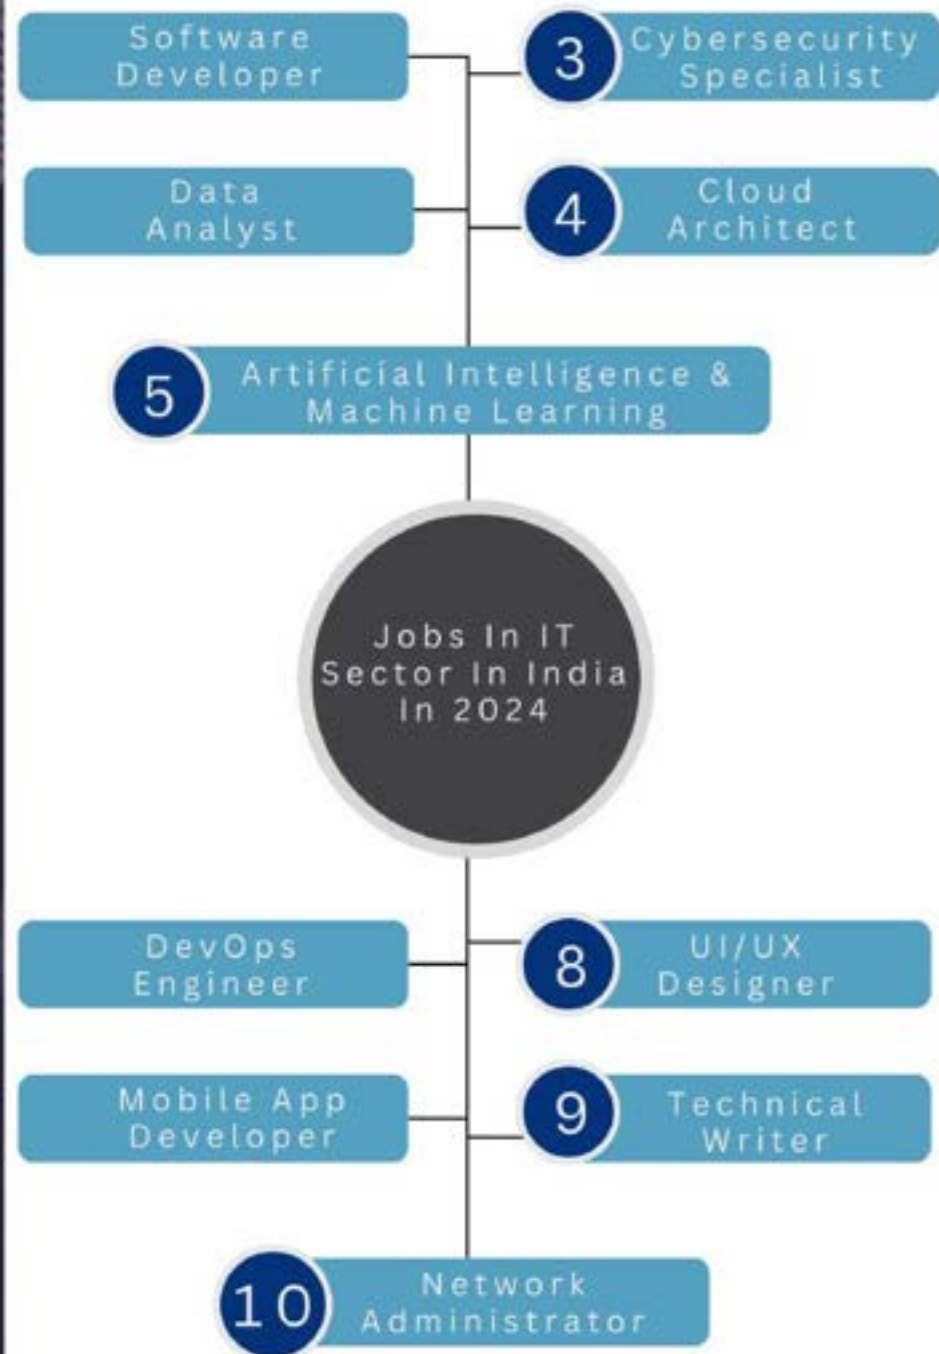 Software
Developer
3
Cybersecurity
Specialist
Data
Analyst
4
Cloud
Architect
5
Artificial Intelligence &
Machine Learning
Jobs In IT
Sector In India
In 2024
DevOps
Engineer
8
UI/UX
Designer
Mobile App
Developer
9
Technical
Writer
10
Network
Administrator